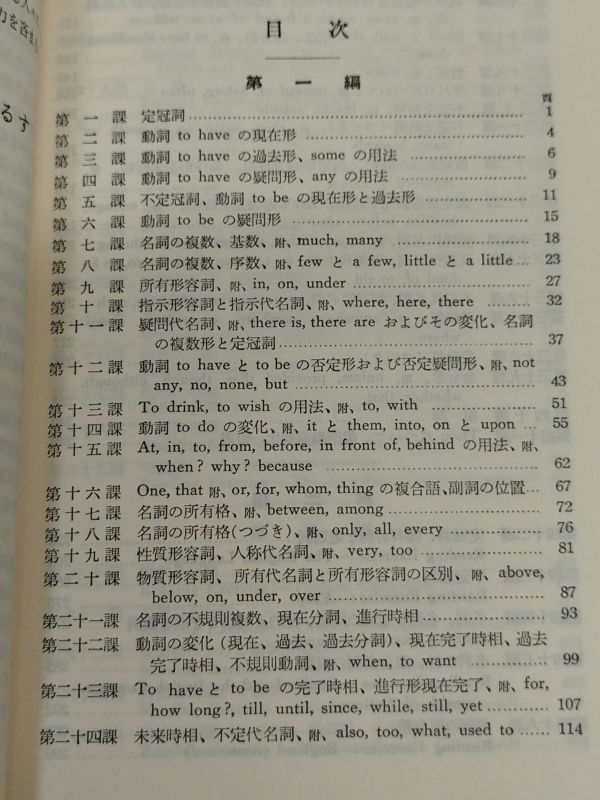 目次
第一編
頁
第一課 定冠詞 1
第二課 動詞 to have の現在形 4
第三課 動詞 to have の過去形、some の用法 6
第四課 動詞 to have の疑問形、any の用法 9
第五課 不定冠詞、動詞 to be の現在形と過去形 11
第六課 動詞 to be の疑問形 15
第七課 名詞の複数、基数、附、much, many 18
第八課 名詞の複数、序数、附、few と a few, little と a little 23
第九課 所有形容詞、附、in, on, under 27
第十課 指示形容詞と指示代名詞、附、where, here, there 32
第十一課 疑問代名詞、附、there is, there are およびその変化、名詞
の複数形と定冠詞 37
第十二課 動詞 to have と to be の否定形および否定疑問形、附、not
any, no, none, but 43
第十三課 To drink, to wish の用法、附、to, with 51
第十四課 動詞 to do の変化、附、it と them, into, on と upon 55
第十五課 At, in, to, from, before, in front of, behind の用法、附、
when? why? because 62
第十六課 One, that 附、or, for, whom, thing の複合語、副詞の位置 67
第十七課 名詞の所有格、附、between, among 72
第十八課 名詞の所有格(つづき)、附、only, all, every 76
第十九課 性質形容詞、人称代名詞、附、very, too 81
第二十課 物質形容詞、所有代名詞と所有形容詞の区別、附、above,
below, on, under, over 87
第二十一課 名詞の不規則複数、現在分詞、進行時相 93
第二十二課 動詞の変化(現在、過去、過去分詞)、現在完了時相、過去
完了時相、不規則動詞、附、when, to want 99
第二十三課 To have と to be の完了時相、進行形現在完了、附、for,
how long?, till, until, since, while, still, yet 107
第二十四課 未来時相、不定代名詞、附、also, too, what, used to 114